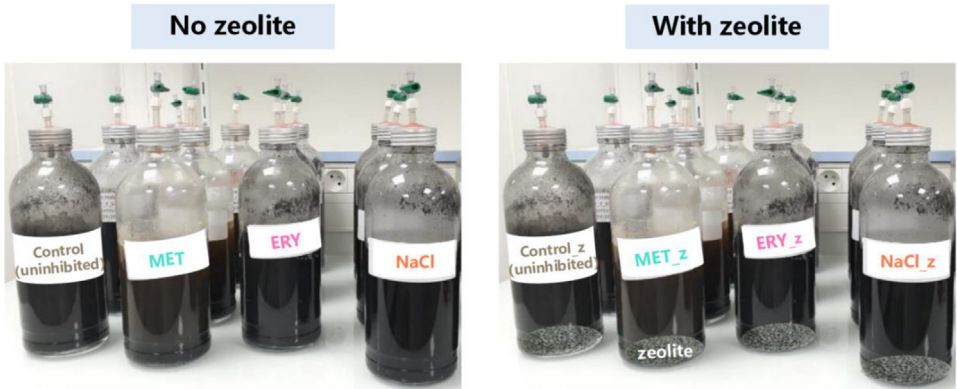 No zeolite
With zeolite
Control
(uninhibited)
MET
ERY
NaCl
Control_z
(uninhibited)
MET_z
ERY_z
NaCl_z
zeolite